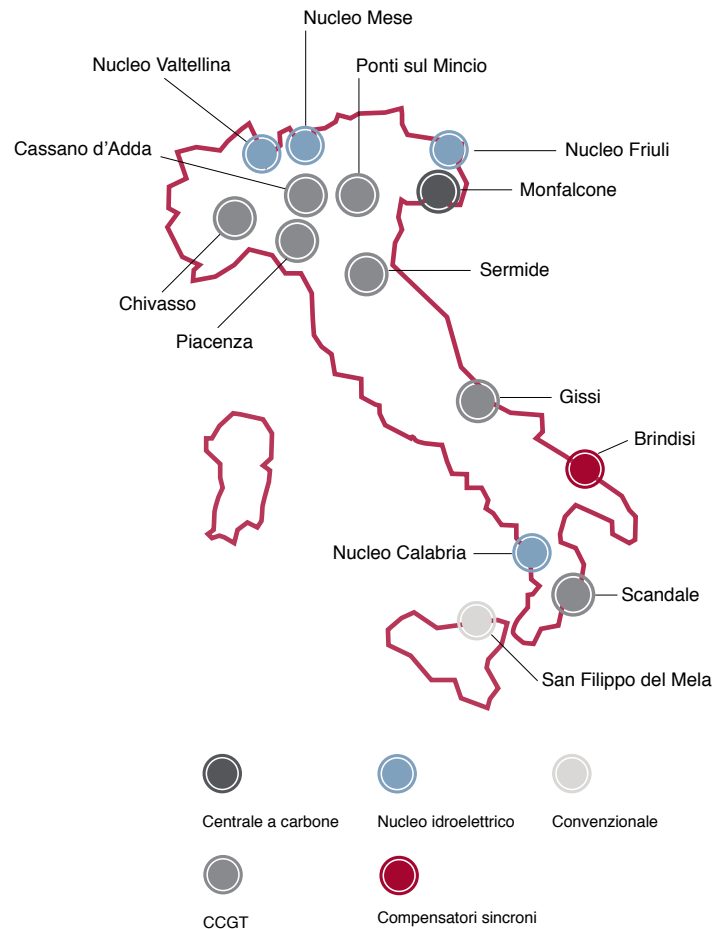 Nucleo Mese
Nucleo Valtellina
Ponti sul Mincio
Cassano d’Adda
Nucleo Friuli
Monfalcone
Sermide
Chivasso
Piacenza
Gissi
Brindisi
Nucleo Calabria
Scandale
San Filippo del Mela
Centrale a carbone
Nucleo idroelettrico
Convenzionale
CCGT
Compensatori sincroni